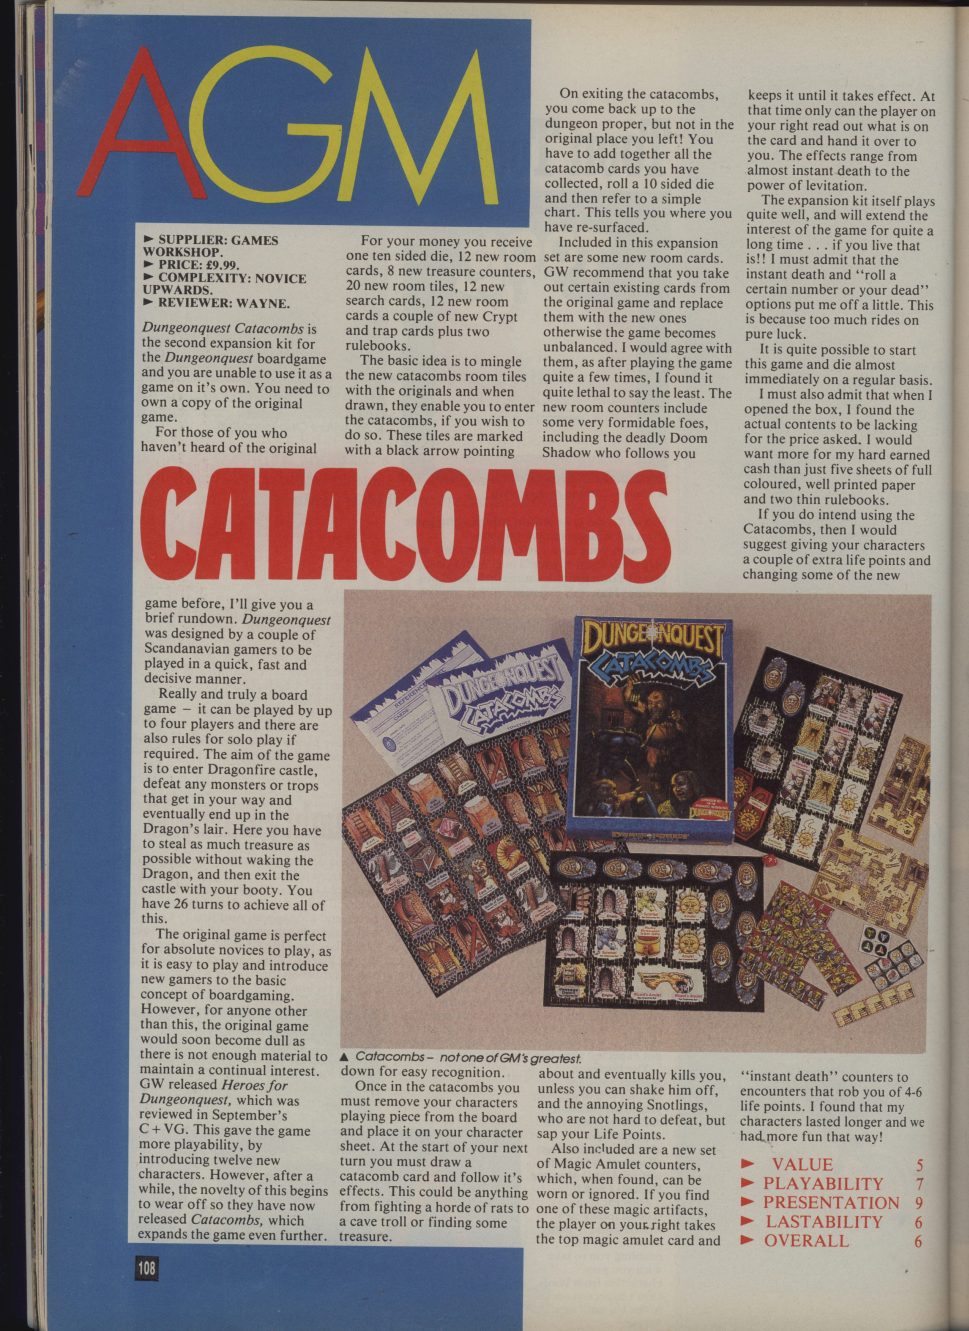 AGM
► SUPPLIER: GAMES
WORKSHOP.
► PRICE: £9.99.
► COMPLEXITY: NOVICE
UPWARDS.
► REVIEWER: WAYNE.
Dungeonquest Catacombs is
the second expansion kit for
the Dungeonquest boardgame
and you are unable to use it as a
game on it's own. You need to
own a copy of the original
game.
For those of you who
haven't heard of the original
CATACOMBS
game before, I'll give you a
brief rundown. Dungeonquest
was designed by a couple of
Scandanavian gamers to be
played in a quick, fast and
decisive manner.
Really and truly a board
game – it can be played by up
to four players and there are
also rules for solo play if
required. The aim of the game
is to enter Dragonfire castle,
defeat any monsters or trops
that get in your way and
eventually end up in the
Dragon's lair. Here you have
to steal as much treasure as
possible without waking the
Dragon, and then exit the
castle with your booty. You
have 26 turns to achieve all of
this.
The original game is perfect
for absolute novices to play, as
it is easy to play and introduce
new gamers to the basic
concept of boardgaming.
However, for anyone other
than this, the original game
would soon become dull as
there is not enough material to
maintain a continual interest.
GW released Heroes for
Dungeonquest, which was
reviewed in September's
C+VG. This gave the game
more playability, by
introducing twelve new
characters. However, after a
while, the novelty of this begins
to wear off so they have now
released Catacombs, which
expands the game even further.
For your money you receive
one ten sided die, 12 new room
cards, 8 new treasure counters,
20 new room tiles, 12 new
search cards, 12 new room
cards a couple of new Crypt
and trap cards plus two
rulebooks.
The basic idea is to mingle
the new catacombs room tiles
with the originals and when
drawn, they enable you to enter
the catacombs, if you wish to
do so. These tiles are marked
with a black arrow pointing
DUNGEONQUEST
CATACOMBS
DUNGEONQUEST
CATACOMBS
▲ Catacombs – not one of GM's greatest.
down for easy recognition.
Once in the catacombs you
must remove your characters
playing piece from the board
and place it on your character
sheet. At the start of your next
turn you must draw a
catacomb card and follow it's
effects. This could be anything
from fighting a horde of rats to
a cave troll or finding some
treasure.
On exiting the catacombs,
you come back up to the
dungeon proper, but not in the
original place you left! You
have to add together all the
catacomb cards you have
collected, roll a 10 sided die
and then refer to a simple
chart. This tells you where you
have re-surfaced.
Included in this expansion
set are some new room cards.
GW recommend that you take
out certain existing cards from
the original game and replace
them with the new ones
otherwise the game becomes
unbalanced. I would agree with
them, as after playing the game
quite a few times, I found it
quite lethal to say the least. The
new room counters include
some very formidable foes,
including the deadly Doom
Shadow who follows you
about and eventually kills you,
unless you can shake him off,
and the annoying Snotlings,
who are not hard to defeat, but
sap your Life Points.
Also included are a new set
of Magic Amulet counters,
which, when found, can be
worn or ignored. If you find
one of these magic artifacts,
the player on your right takes
the top magic amulet card and
keeps it until it takes effect. At
that time only can the player on
your right read out what is on
the card and hand it over to
you. The effects range from
almost instant death to the
power of levitation.
The expansion kit itself plays
quite well, and will extend the
interest of the game for quite a
long time . . . if you live that
is!! I must admit that the
instant death and “roll a
certain number or your dead”
options put me off a little. This
is because too much rides on
pure luck.
It is quite possible to start
this game and die almost
immediately on a regular basis.
I must also admit that when I
opened the box, I found the
actual contents to be lacking
for the price asked. I would
want more for my hard earned
cash than just five sheets of full
coloured, well printed paper
and two thin rulebooks.
If you do intend using the
Catacombs, then I would
suggest giving your characters
a couple of extra life points and
changing some of the new
“instant death” counters to
encounters that rob you of 4-6
life points. I found that my
characters lasted longer and we
had more fun that way!
► VALUE 5
► PLAYABILITY 7
► PRESENTATION 9
► LASTABILITY 6
► OVERALL 6
108